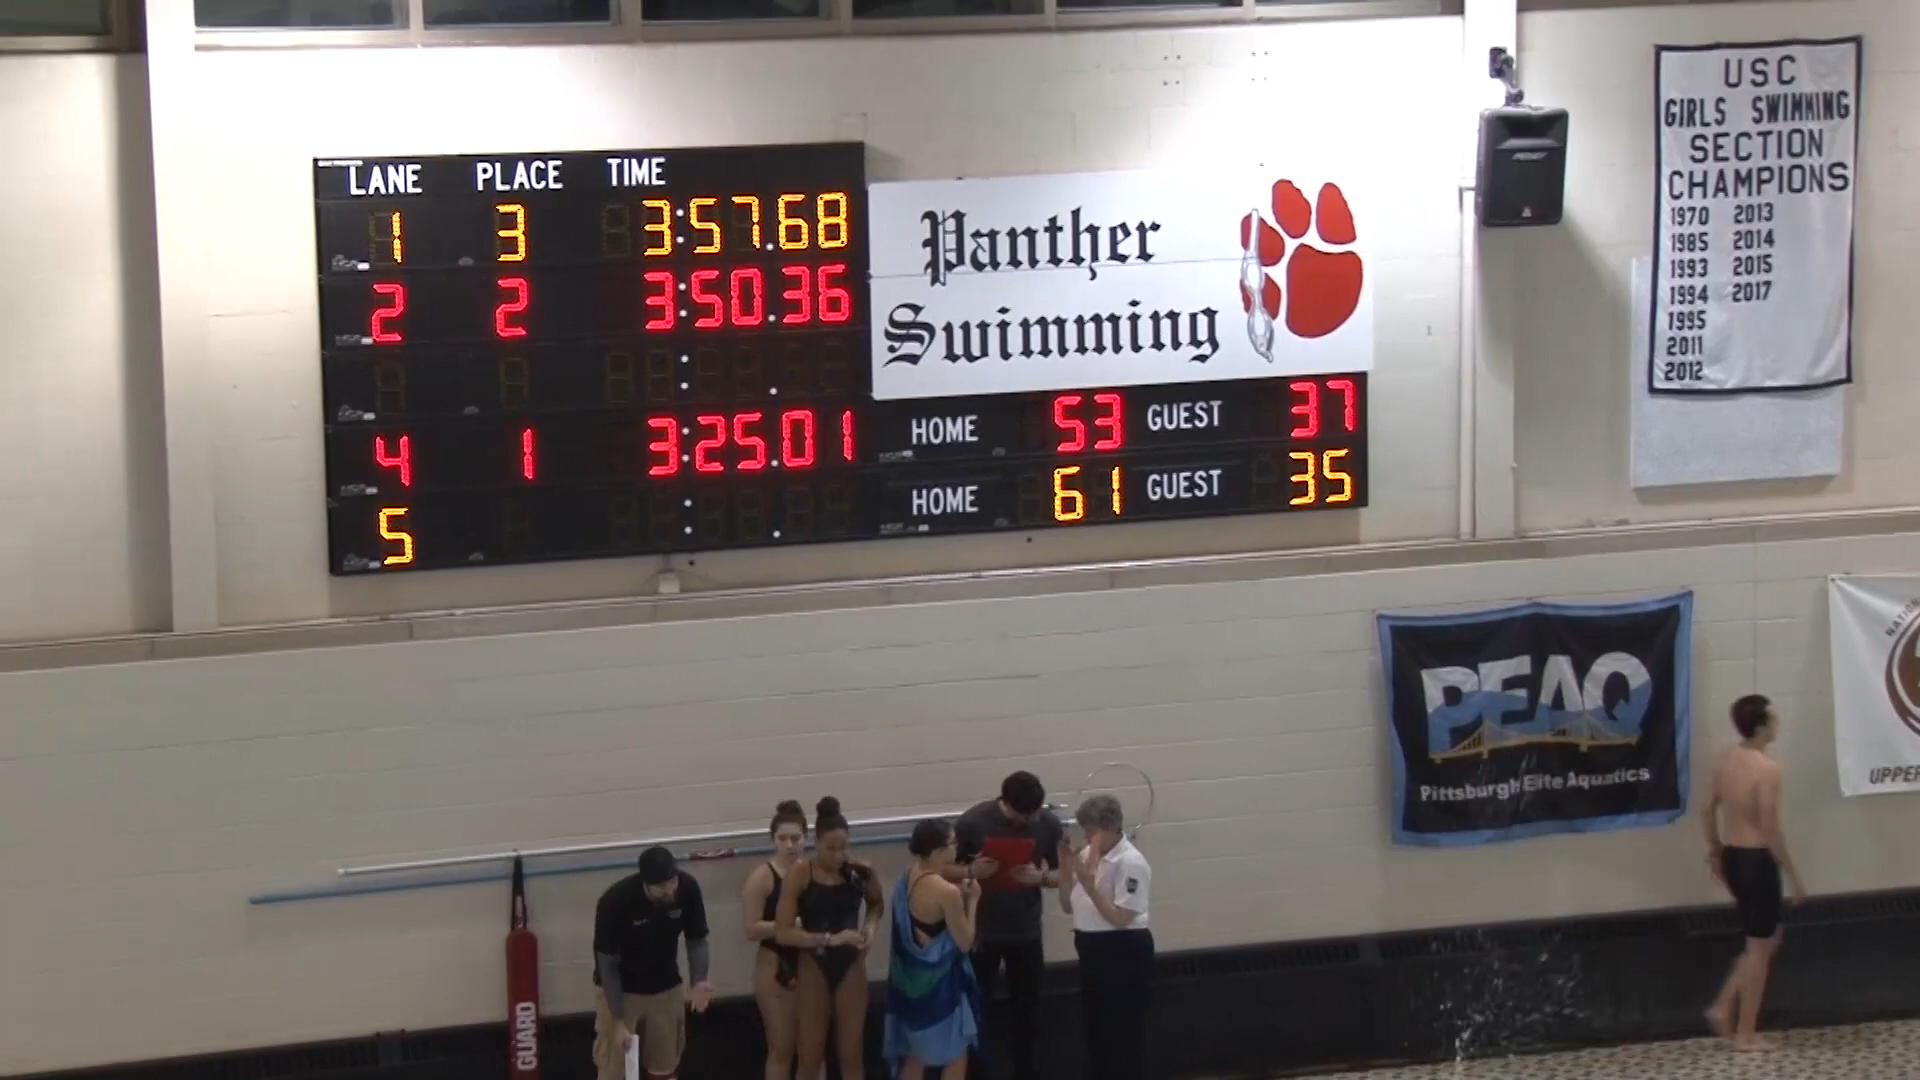 LANE PLACE TIME
1 3 3:57.68
2 2 3:50.36
4 1 3:25.01
5
Panther
Swimming
HOME 53 GUEST 37
HOME 61 GUEST 35
USC
GIRLS SWIMMING
SECTION
CHAMPIONS
1970 2013
1985 2014
1993 2015
1994 2017
1995
2011
2012
PEAQ
Pittsburgh Elite Aquatics
NATION
UPPER
GUARD